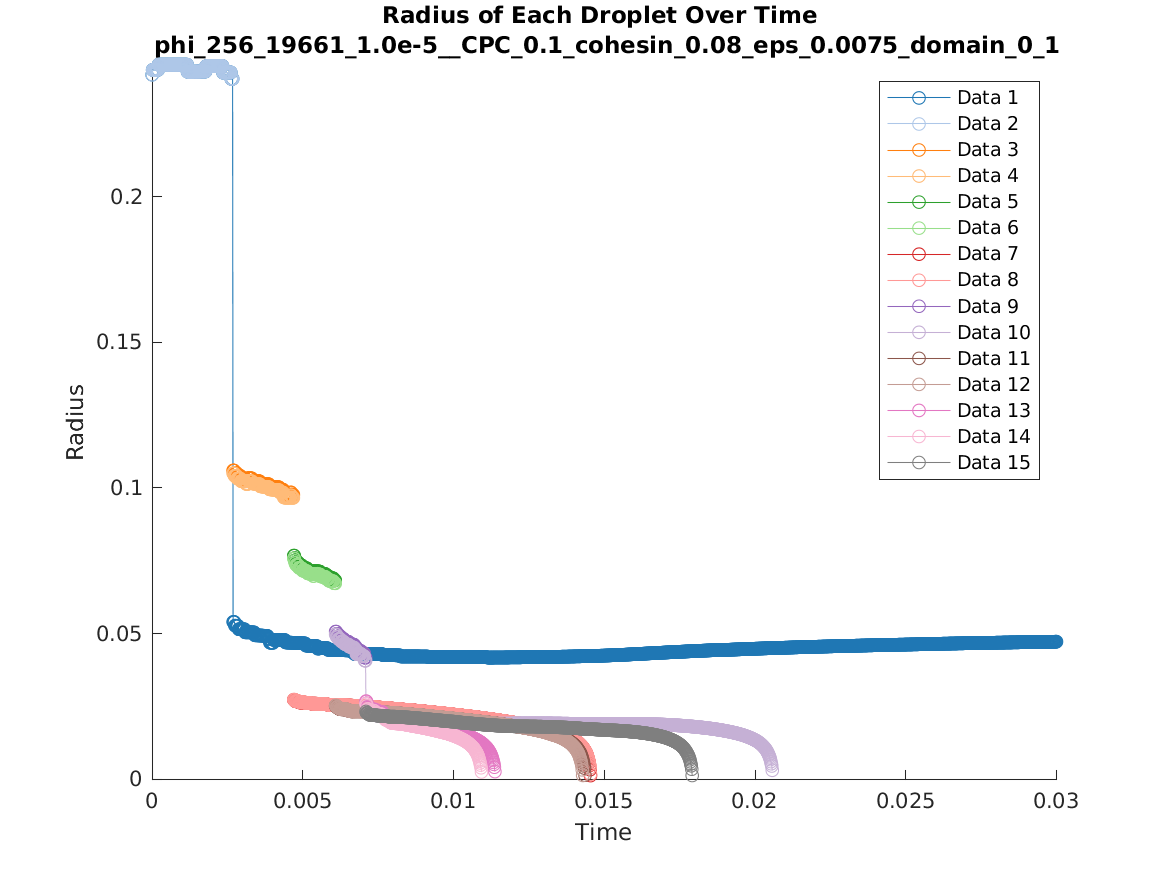 Radius of Each Droplet Over Time
phi_256_19661_1.0e-5__CPC_0.1_cohesin_0.08_eps_0.0075_domain_0_1
Data 1
Data 2
Data 3
Data 4
Data 5
Data 6
Data 7
Data 8
Data 9
Data 10
Data 11
Data 12
Data 13
Data 14
Data 15
0.2
0.15
0.1
0.05
0
Radius
0
0.005
0.01
0.015
0.02
0.025
0.03
Time